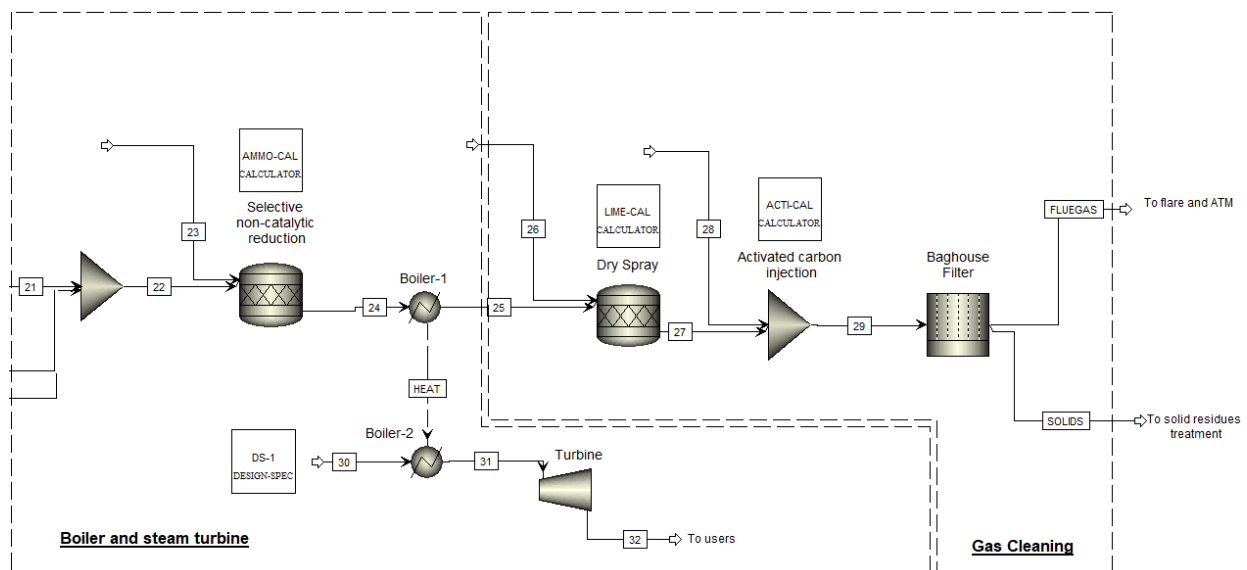 AMMO-CAL
CALCULATOR
Selective
non-catalytic
reduction
21
22
23
24
Boiler-1
25
26
LIME-CAL
CALCULATOR
Dry Spray
27
28
ACTI-CAL
CALCULATOR
Activated carbon
injection
29
Baghouse
Filter
FLUEGAS
To flare and ATM
SOLIDS
To solid residues
treatment
HEAT
DS-1
DESIGN-SPEC
30
Boiler-2
31
Turbine
32
To users
Boiler and steam turbine
Gas Cleaning